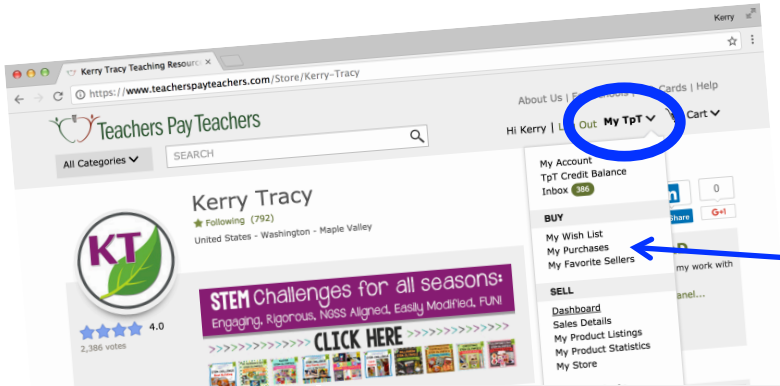 Kerry
Kerry Tracy Teaching Resourc
https://www.teacherspayteachers.com/Store/Kerry-Tracy
About Us | Cards | Help
Teachers Pay Teachers
Hi Kerry | Out My TpT Cart
All Categories SEARCH
Kerry Tracy
Following (792)
United States - Washington - Maple Valley
KT
4.0
2,386 votes
STEM Challenges for all seasons:
Engaging, Rigorous, NGSS Aligned, Easily Modified, FUN!
>>>>>>>>>>> CLICK HERE >>>>>>>>>>>
My Account
TpT Credit Balance
Inbox 386
BUY
My Wish List
My Purchases
My Favorite Sellers
SELL
Dashboard
Sales Details
My Product Listings
My Product Statistics
My Store
in 0
Share G+1
my work with
anel...